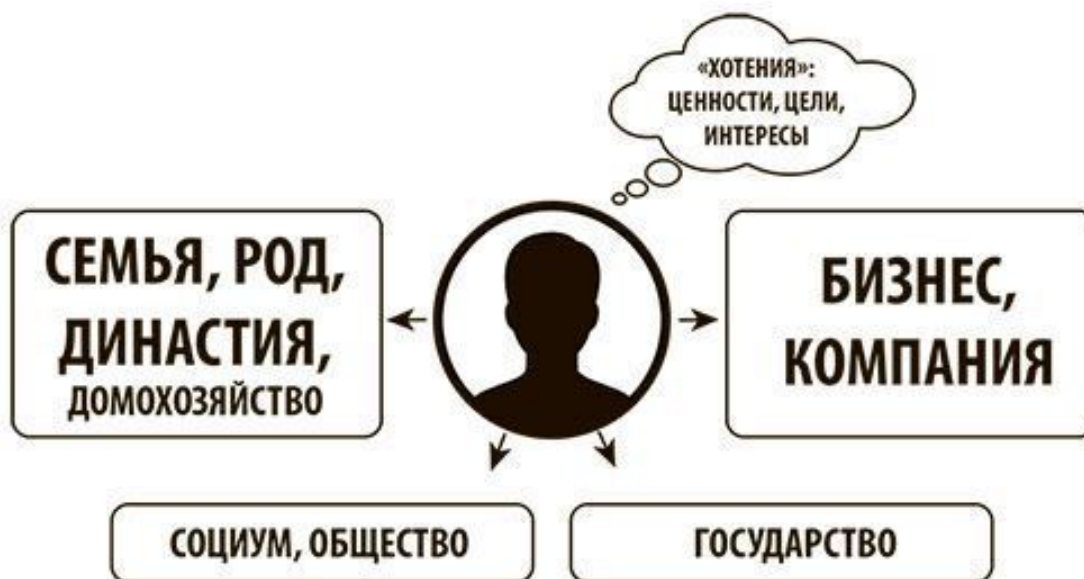 «ХОТЕНИЯ»:
ЦЕННОСТИ, ЦЕЛИ,
ИНТЕРЕСЫ
СЕМЬЯ, РОД,
ДИНАСТИЯ,
ДОМОХОЗЯЙСТВО
БИЗНЕС,
КОМПАНИЯ
СОЦИУМ, ОБЩЕСТВО
ГОСУДАРСТВО